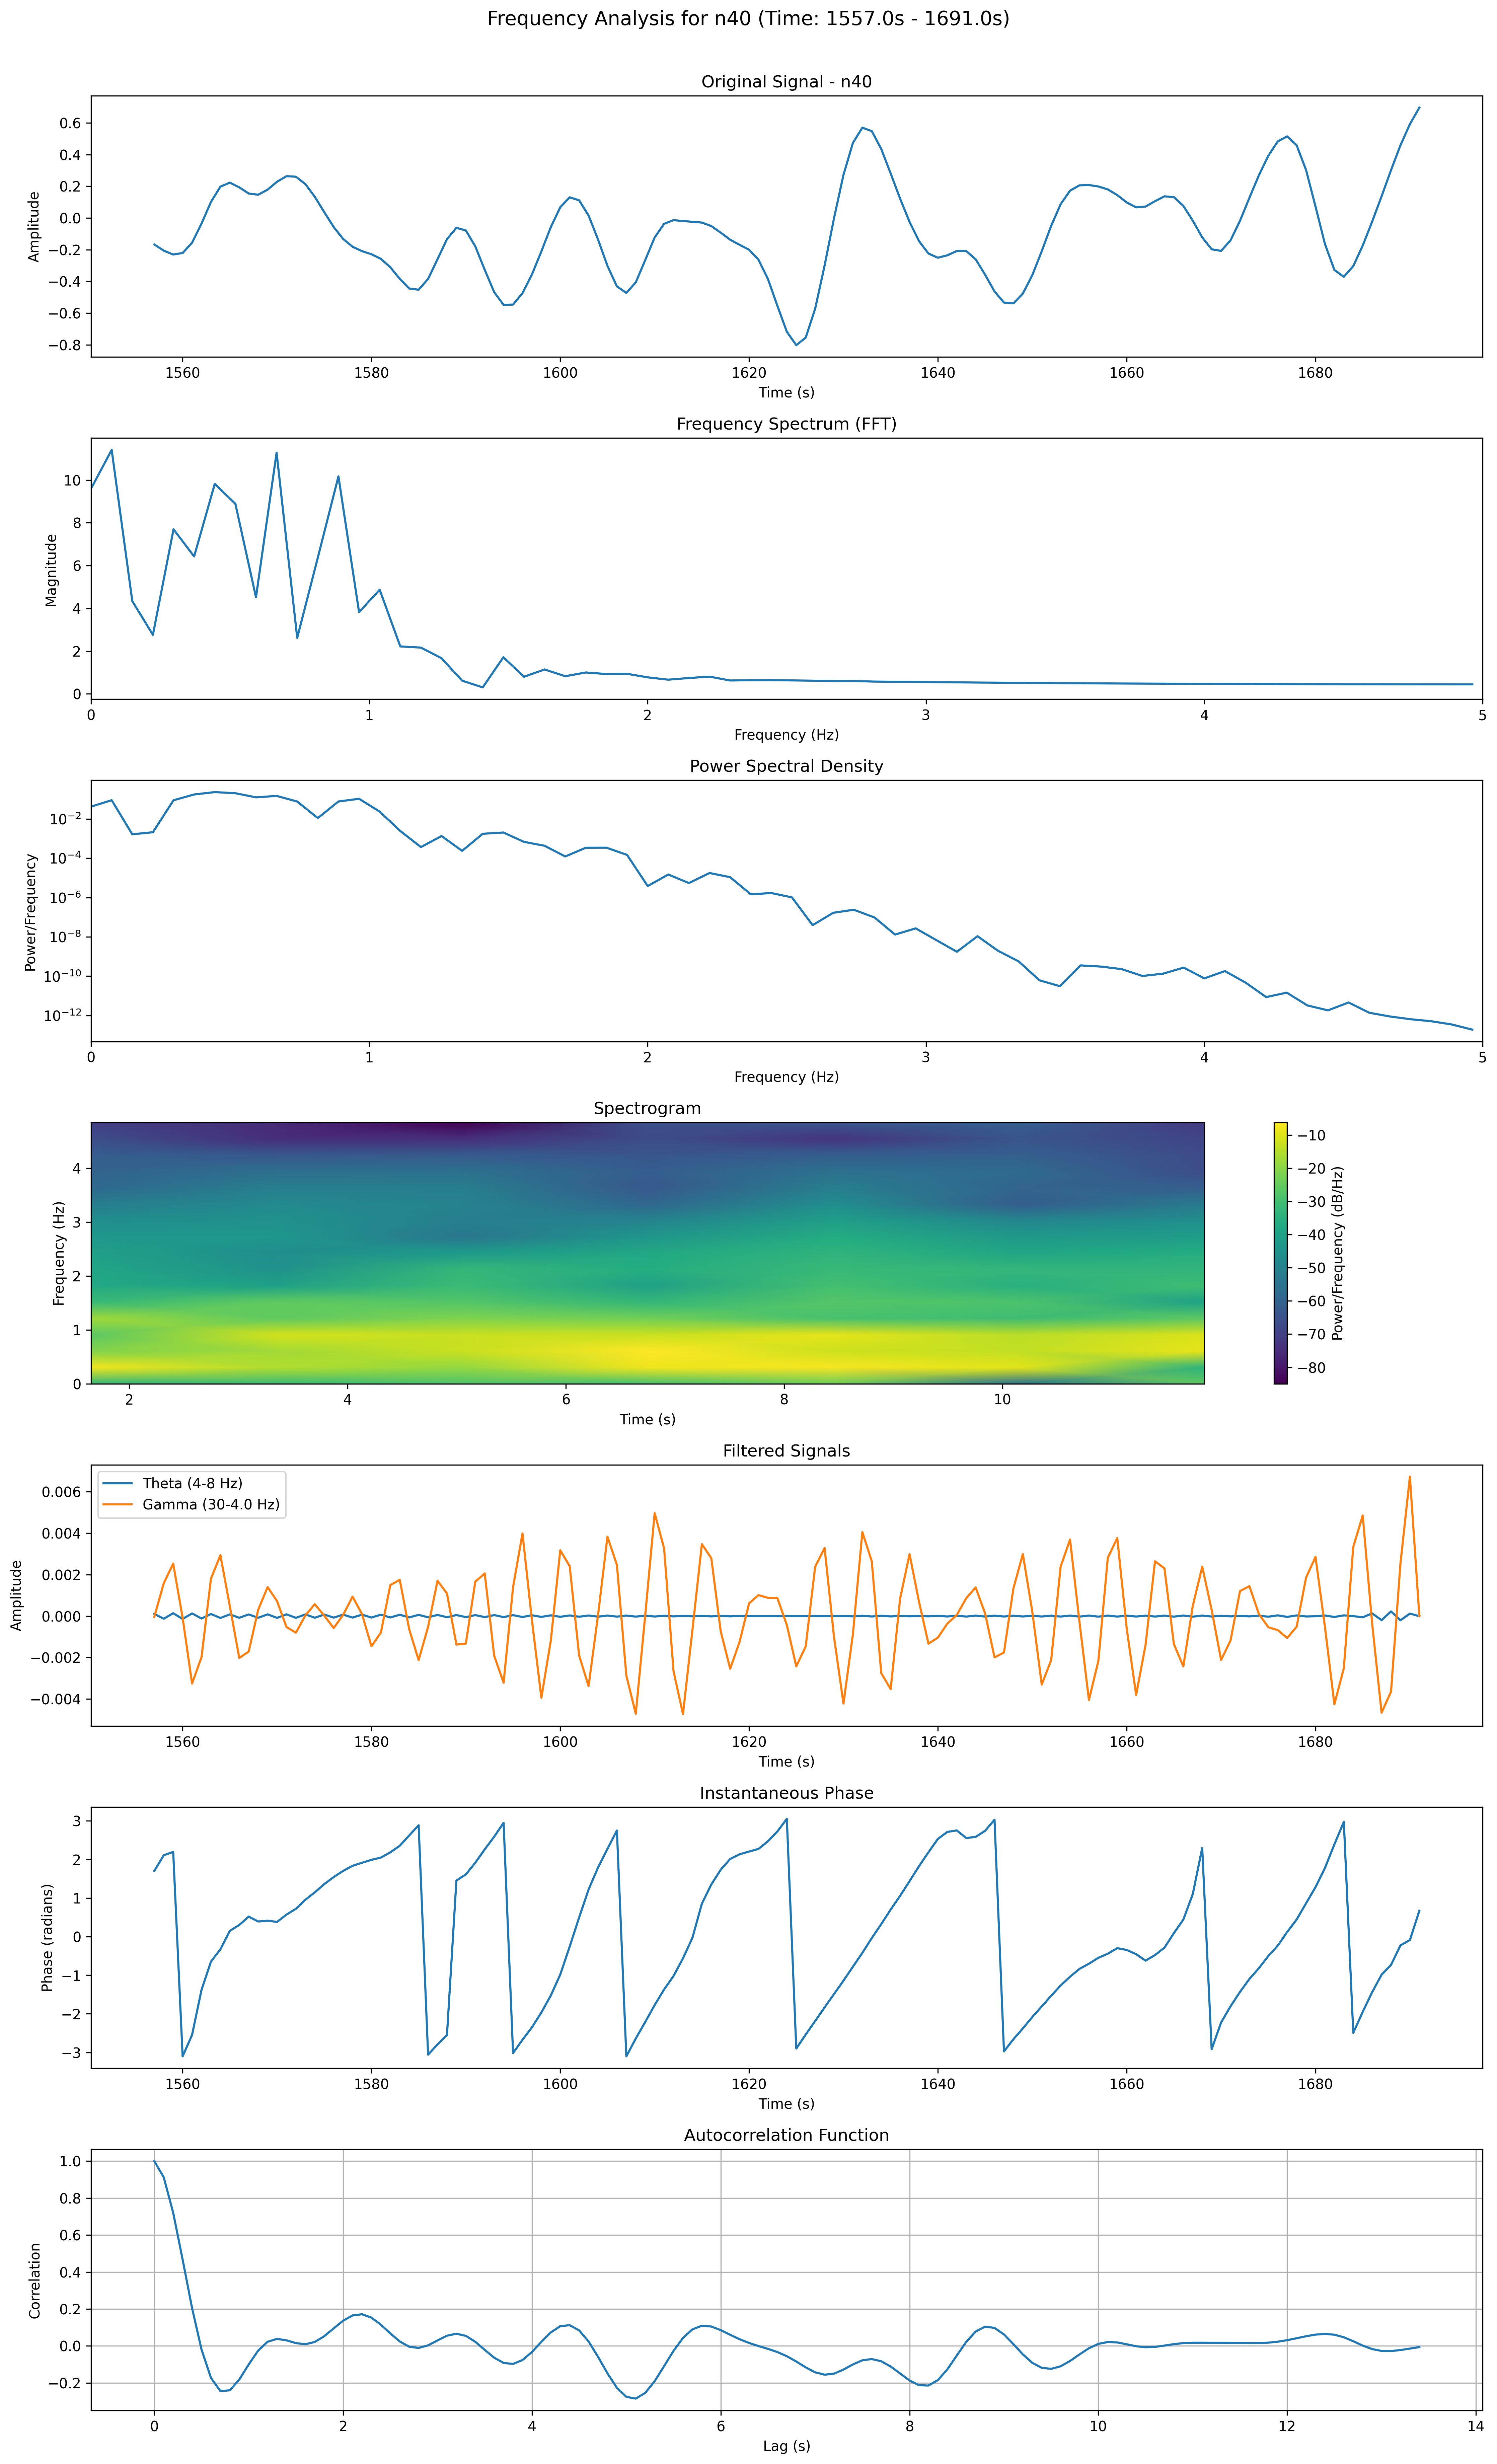 Frequency Analysis for n40 (Time: 1557.0s - 1691.0s)
Original Signal - n40
Amplitude
0.6
0.4
0.2
0.0
−0.2
−0.4
−0.6
−0.8
1560 1580 1600 1620 1640 1660 1680
Time (s)
Frequency Spectrum (FFT)
Magnitude
10
8
6
4
2
0
0 1 2 3 4 5
Frequency (Hz)
Power Spectral Density
Power/Frequency
10⁻²
10⁻⁴
10⁻⁶
10⁻⁸
10⁻¹⁰
10⁻¹²
0 1 2 3 4 5
Frequency (Hz)
Spectrogram
Frequency (Hz)
4
3
2
1
0
2 4 6 8 10
Time (s)
−10
−20
−30
−40
−50
−60
−70
−80
Power/Frequency (dB/Hz)
Filtered Signals
Theta (4-8 Hz)
Gamma (30-4.0 Hz)
Amplitude
0.006
0.004
0.002
0.000
−0.002
−0.004
1560 1580 1600 1620 1640 1660 1680
Time (s)
Instantaneous Phase
Phase (radians)
3
2
1
0
−1
−2
−3
1560 1580 1600 1620 1640 1660 1680
Time (s)
Autocorrelation Function
Correlation
1.0
0.8
0.6
0.4
0.2
0.0
−0.2
0 2 4 6 8 10 12 14
Lag (s)